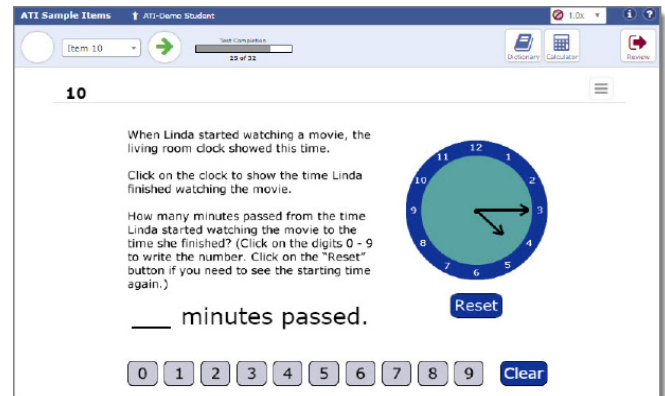 ATI Sample Items
ATI-Demo Student
1.0x
i
?
Item 10
Test Completion
25 of 32
Dictionary
Calculator
Review
10
When Linda started watching a movie, the
living room clock showed this time.
Click on the clock to show the time Linda
finished watching the movie.
How many minutes passed from the time
Linda started watching the movie to the
time she finished? (Click on the digits 0 - 9
to write the number. Click on the “Reset”
button if you need to see the starting time
again.)
___ minutes passed.
12
1
2
3
4
5
6
7
8
9
10
11
Reset
0 1 2 3 4 5 6 7 8 9 Clear